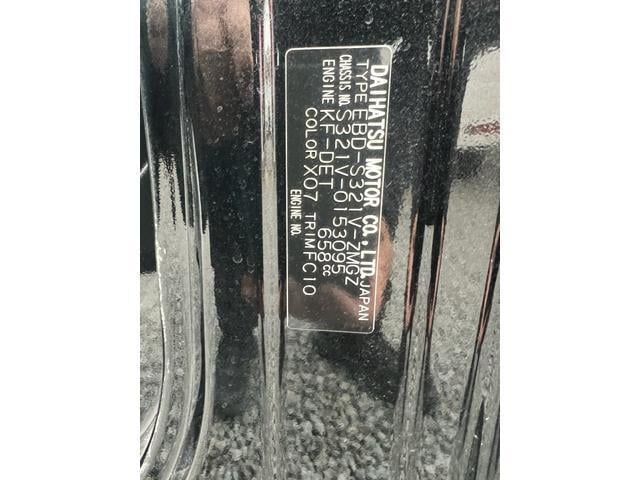 DAIHATSU MOTOR CO.,LTD. JAPAN
TYPE EBD-S321V-ZMGZ
CHASSIS NO. S321V-0153095
ENGINE KF-DET 658cc
COLOR X07 TRIM FC10
ENGINE NO.